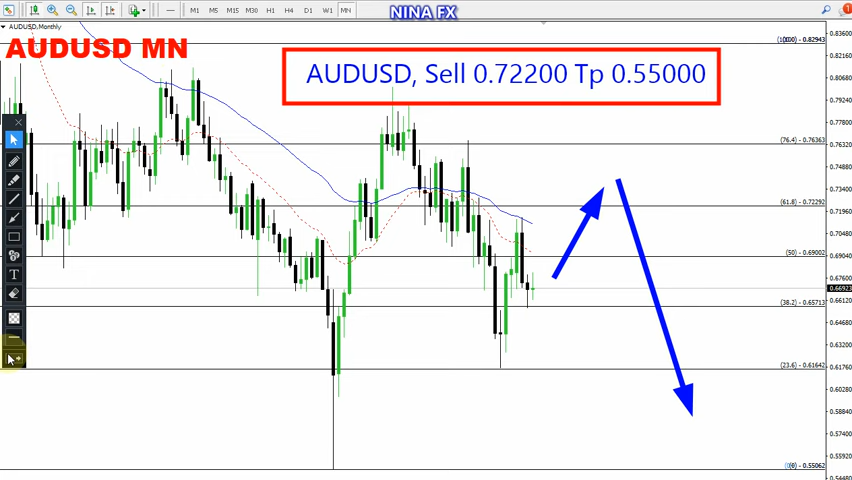 NINA FX
M1 M5 M15 M30 H1 H4 D1 W1 MN
AUDUSD,Monthly
AUDUSD MN
AUDUSD, Sell 0.72200 Tp 0.55000
- 0.82943
(76.4) - 0.76363
(61.8) - 0.72292
(50) - 0.69002
(38.2) - 0.65713
(23.6) - 0.61642
- 0.55062
0.83600
0.82160
0.80680
0.79240
0.77800
0.76320
0.74880
0.73400
0.71960
0.70480
0.69040
0.67600
0.66923
0.66120
0.64680
0.63200
0.61760
0.60280
0.58840
0.57400
0.55920
0.54480
T